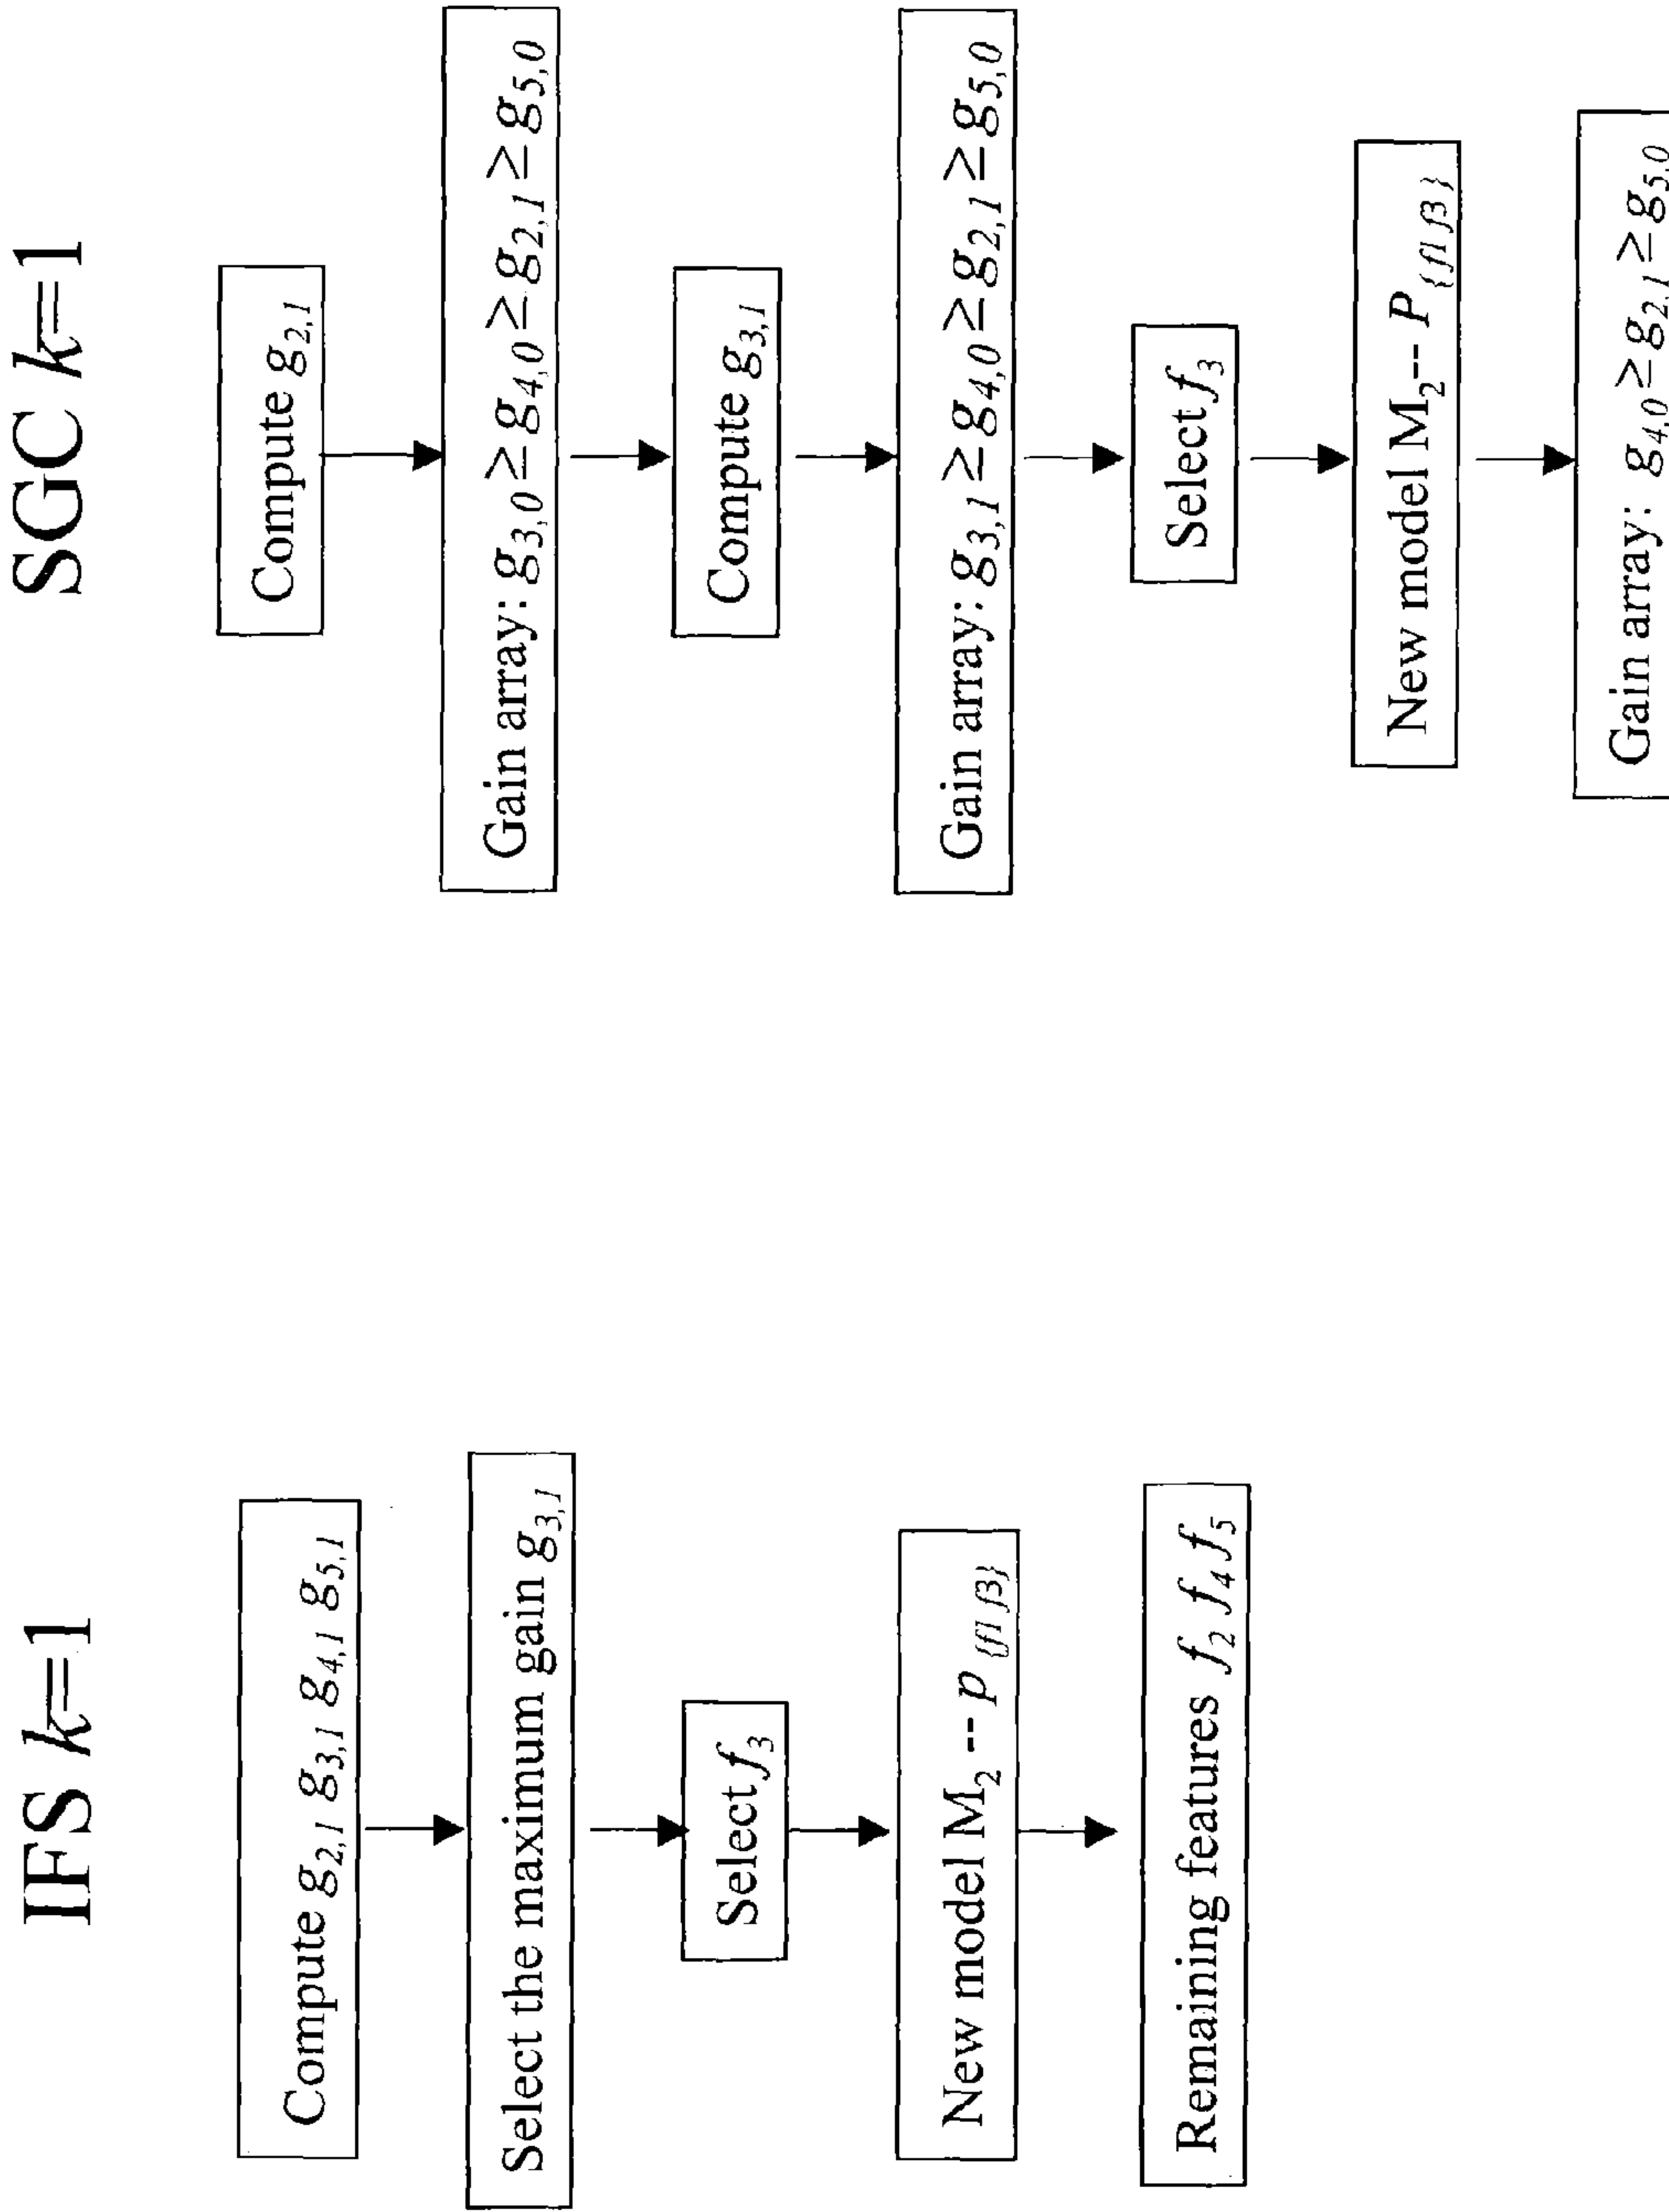 IFS k=1
Compute g2,1 g3,1 g4,1 g5,1
Select the maximum gain g3,1
Select f3
New model M2 -- p{f1 f3}
Remaining features f2 f4 f5
SGC k=1
Compute g2,1
Gain array: g3,0 ≥ g4,0 ≥ g2,1 ≥ g5,0
Compute g3,1
Gain array: g3,1 ≥ g4,0 ≥ g2,1 ≥ g5,0
Select f3
New model M2-- P{f1 f3}
Gain array: g4,0 ≥ g2,1 ≥ g5,0